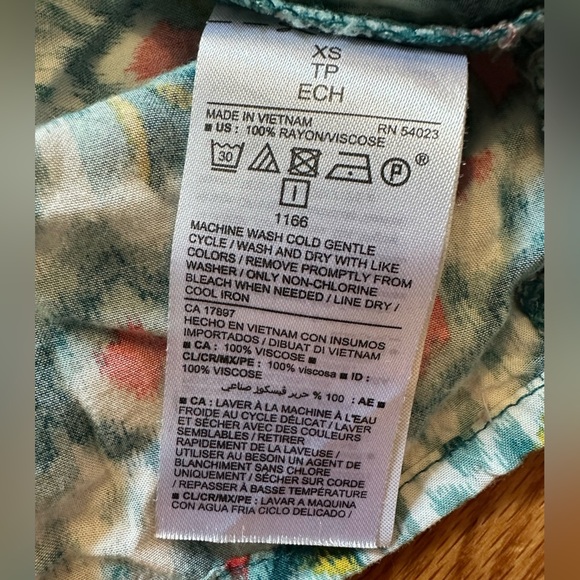 XS
TP
ECH
MADE IN VIETNAM RN 54023
■ US : 100% RAYON/VISCOSE
30 P ®
1166
MACHINE WASH COLD GENTLE
CYCLE / WASH AND DRY WITH LIKE
COLORS / REMOVE PROMPTLY FROM
WASHER / ONLY NON-CHLORINE
BLEACH WHEN NEEDED / LINE DRY /
COOL IRON
CA 17897
HECHO EN VIETNAM CON INSUMOS
IMPORTADOS / DIBUAT DI VIETNAM
■ CA : 100% VISCOSE ■
CL/CR/MX/PE : 100% viscosa ■ ID :
100% VISCOSE
■ AE : 100 % حرير فيسكوز صناعي
■ CA : LAVER À LA MACHINE À L'EAU
FROIDE AU CYCLE DÉLICAT / LAVER
ET SÉCHER AVEC DES COULEURS
SEMBLABLES / RETIRER
RAPIDEMENT DE LA LAVEUSE /
UTILISER AU BESOIN UN AGENT DE
BLANCHIMENT SANS CHLORE
UNIQUEMENT / SÉCHER SUR CORDE
/ REPASSER À BASSE TEMPÉRATURE
■ CL/CR/MX/PE : LAVAR A MAQUINA
CON AGUA FRIA CICLO DELICADO /